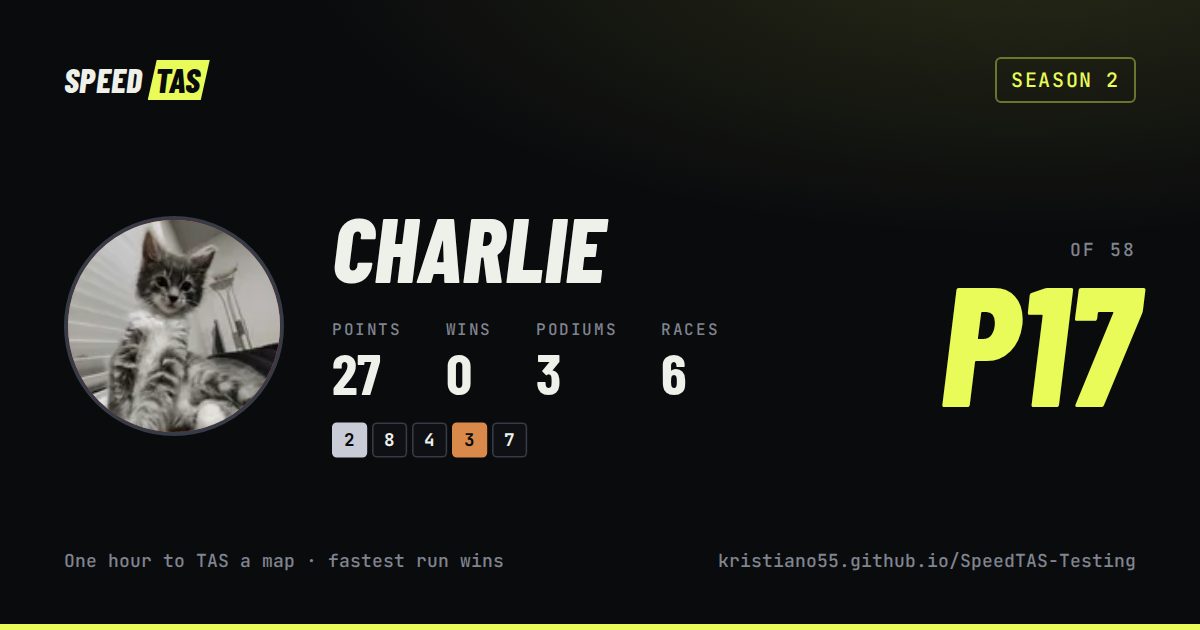 SPEED TAS
SEASON 2
CHARLIE
POINTS WINS PODIUMS RACES
27 0 3 6
2 8 4 3 7
OF 58
P17
One hour to TAS a map · fastest run wins
kristiano55.github.io/SpeedTAS-Testing